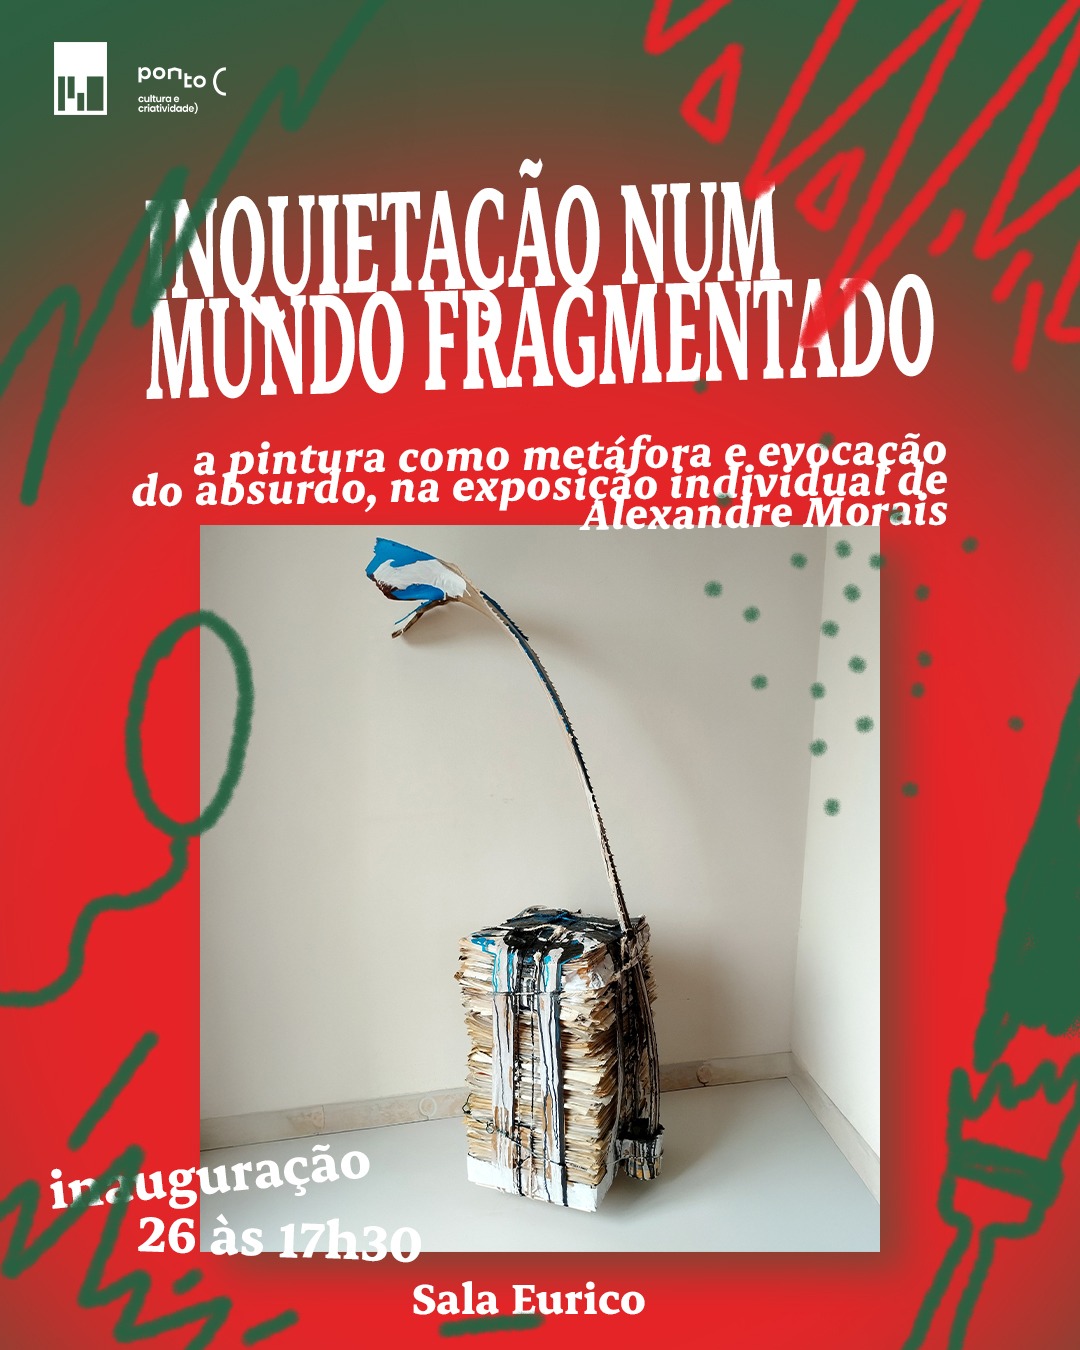 ponto C
cultura e
criatividade)
INQUIETAÇÃO NUM
MUNDO FRAGMENTADO
a pintura como metáfora e evocação
do absurdo, na exposição individual de
Alexandre Morais
inauguração
26 às 17h30
Sala Eurico